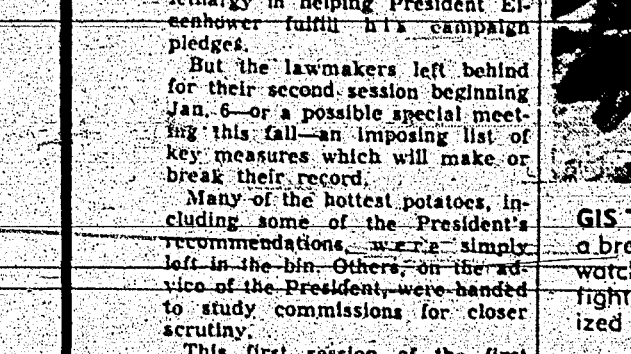 lethargy in helping President Ei-
senhower fulfill his campaign
pledges.
But the lawmakers left behind
for their second session beginning
Jan. 6—or a possible special meet-
ing this fall—an imposing list of
key measures which will make or
break their record.
Many of the hottest potatoes, in-
cluding some of the President's
recommendations, were simply
left in the bin. Others, on the ad-
vice of the President, were handed
to study commissions for closer
scrutiny.
This first session of the first
GIS
a bro
watch
fight
ized